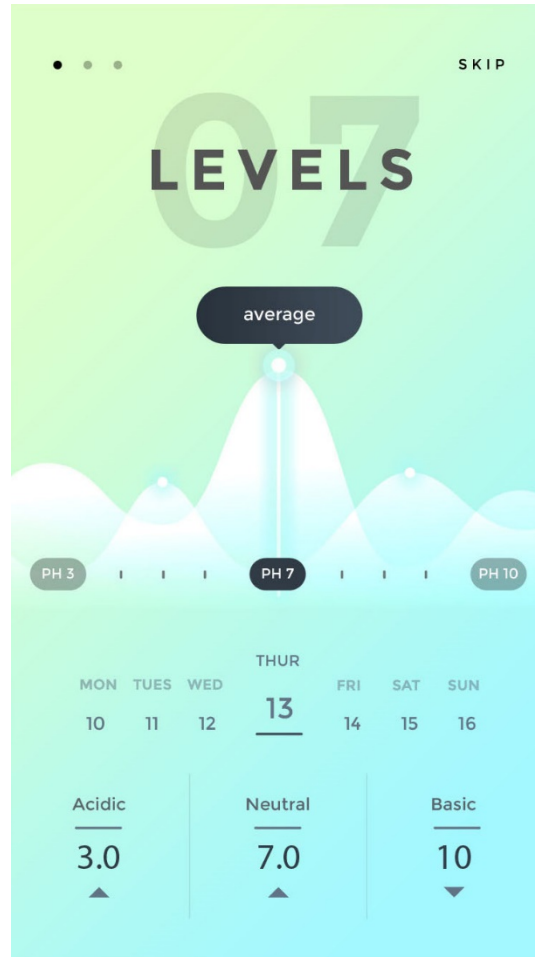 SKIP
07
LEVELS
average
PH 3 PH 7 PH 10
THUR
MON TUES WED FRI SAT SUN
10 11 12 13 14 15 16
Acidic Neutral Basic
3.0 7.0 10